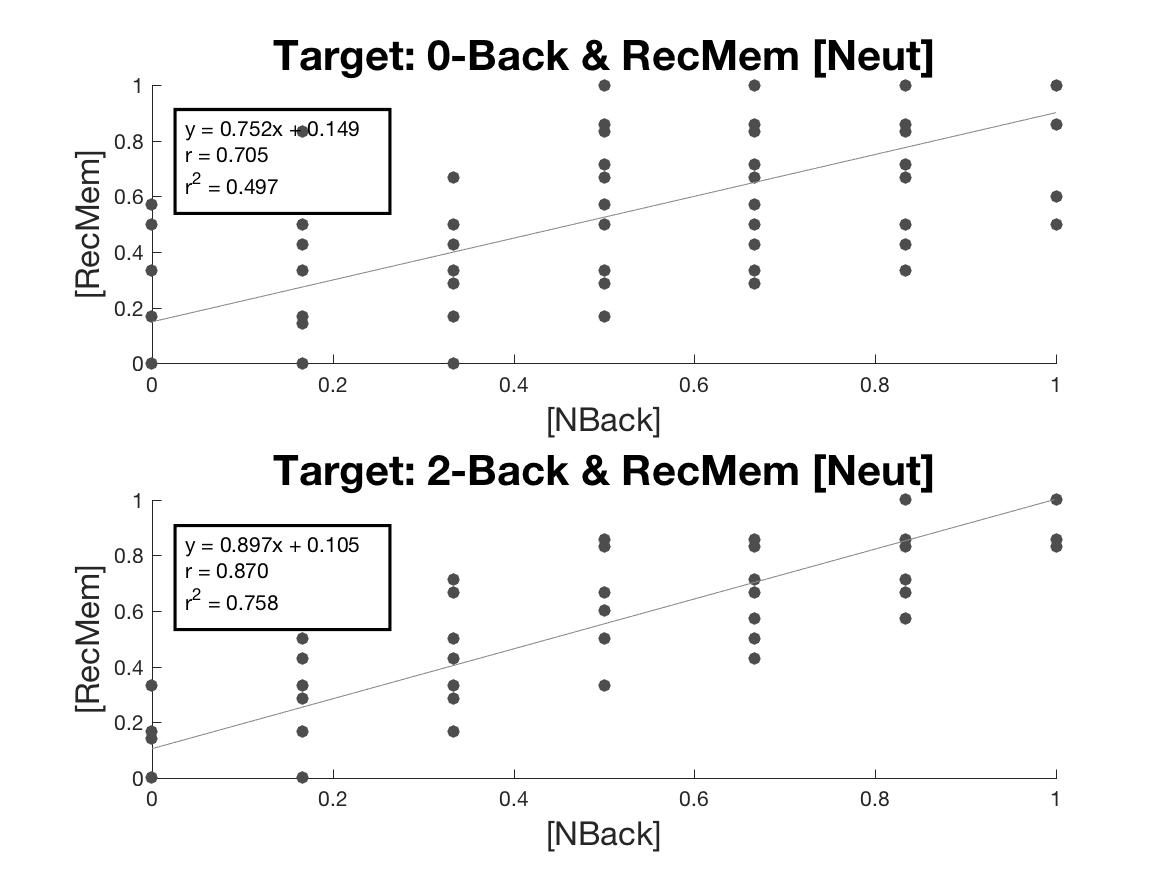 Target: 0-Back & RecMem [Neut]
1
0.8
0.6
0.4
0.2
0
[RecMem]
y = 0.752x + 0.149
r = 0.705
r² = 0.497
0 0.2 0.4 0.6 0.8 1
[NBack]
Target: 2-Back & RecMem [Neut]
1
0.8
0.6
0.4
0.2
0
[RecMem]
y = 0.897x + 0.105
r = 0.870
r² = 0.758
0 0.2 0.4 0.6 0.8 1
[NBack]